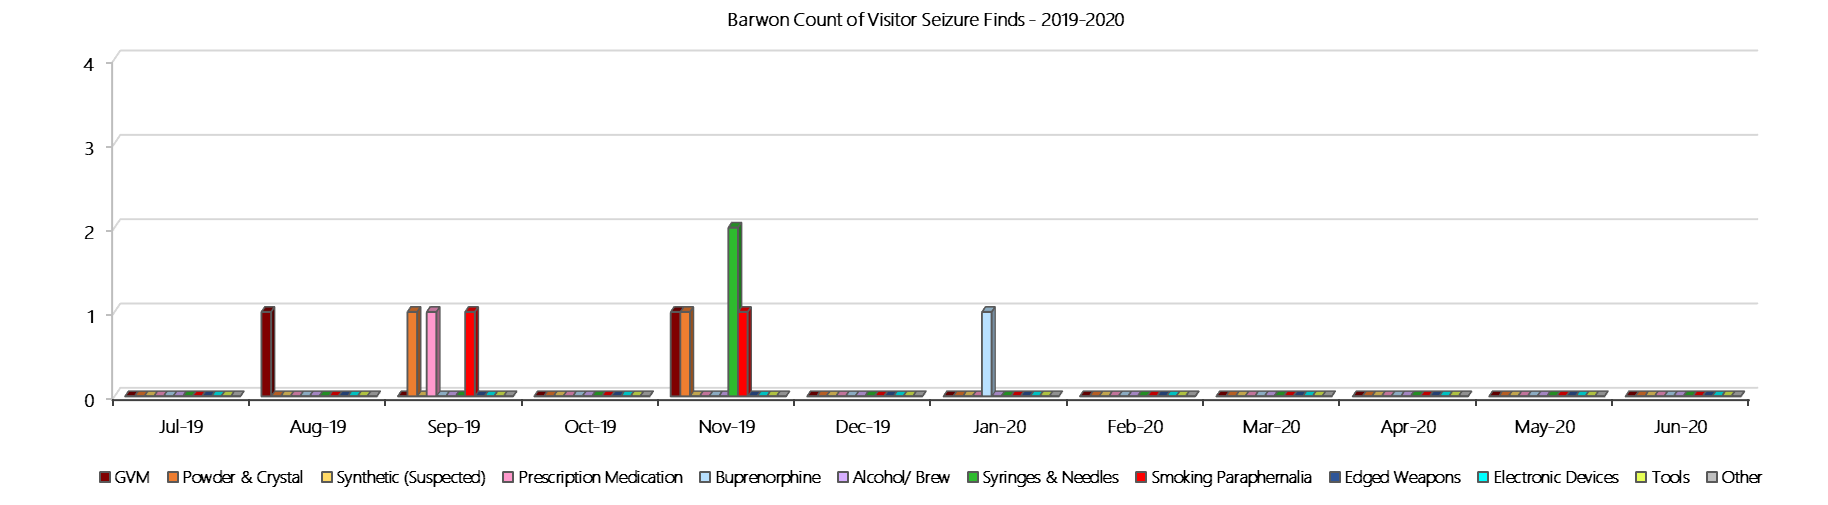 Barwon Count of Visitor Seizure Finds - 2019-2020
4
3
2
1
0
Jul-19 Aug-19 Sep-19 Oct-19 Nov-19 Dec-19 Jan-20 Feb-20 Mar-20 Apr-20 May-20 Jun-20
GVM Powder & Crystal Synthetic (Suspected) Prescription Medication Buprenorphine Alcohol/ Brew Syringes & Needles Smoking Paraphernalia Edged Weapons Electronic Devices Tools Other